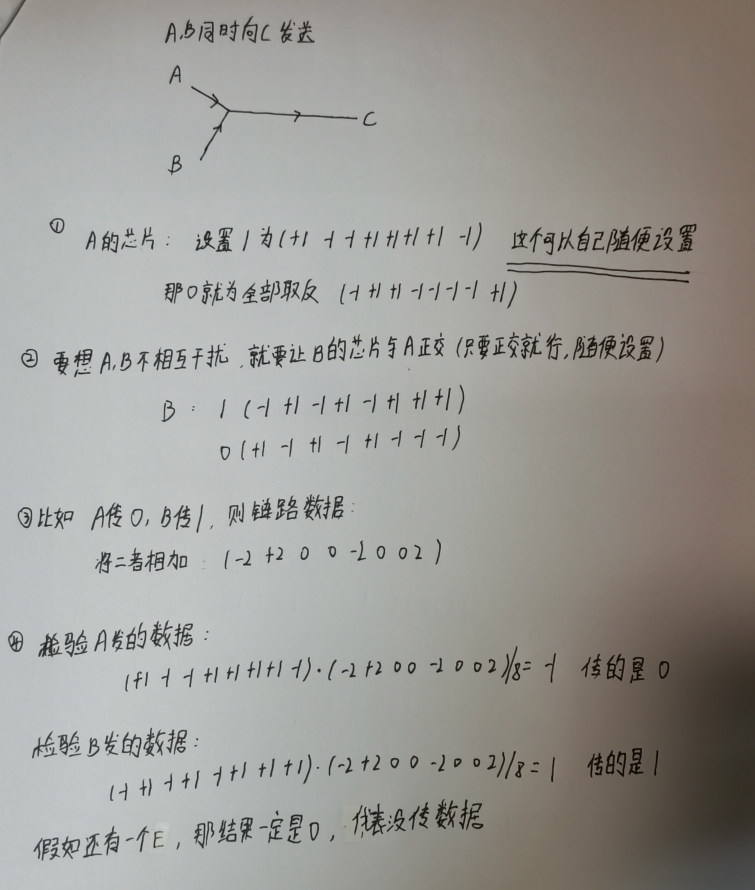 A,B同时向C发送
A
C
B
① A的芯片: 设置1为(+1 -1 -1 +1 +1 +1 +1 -1) 这个可以自己随便设置
那0就为全部取反 (-1 +1 +1 -1 -1 -1 -1 +1)
② 要想A,B不相互干扰,就要让B的芯片与A正交(只要正交就行,随便设置)
B: 1 (-1 +1 -1 +1 -1 +1 +1 +1)
0 (+1 -1 +1 -1 +1 -1 -1 -1)
③ 比如 A传0, B传1, 则链路数据:
将二者相加: (-2 +2 0 0 -2 0 0 2)
④ 检验A发的数据:
(+1 -1 -1 +1 +1 +1 +1 -1)·(-2 +2 0 0 -2 0 0 2)/8 = -1 传的是0
检验B发的数据:
(-1 +1 -1 +1 -1 +1 +1 +1)·(-2 +2 0 0 -2 0 0 2)/8 = 1 传的是1
假如还有一个E, 那结果一定是0, 代表没传数据